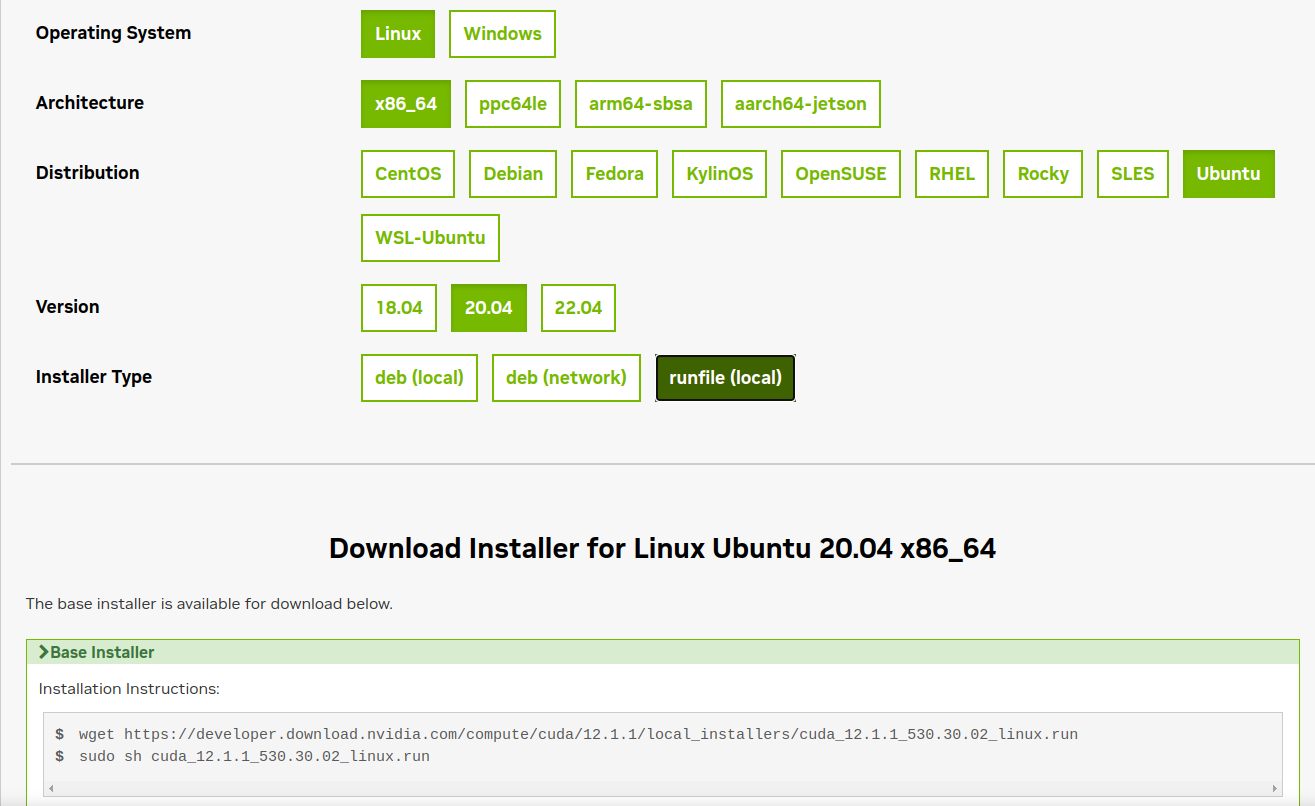 Operating System Linux Windows
Architecture x86_64 ppc64le arm64-sbsa aarch64-jetson
Distribution CentOS Debian Fedora KylinOS OpenSUSE RHEL Rocky SLES Ubuntu
WSL-Ubuntu
Version 18.04 20.04 22.04
Installer Type deb (local) deb (network) runfile (local)
Download Installer for Linux Ubuntu 20.04 x86_64
The base installer is available for download below.
Base Installer
Installation Instructions:
$ wget https://developer.download.nvidia.com/compute/cuda/12.1.1/local_installers/cuda_12.1.1_530.30.02_linux.run
$ sudo sh cuda_12.1.1_530.30.02_linux.run